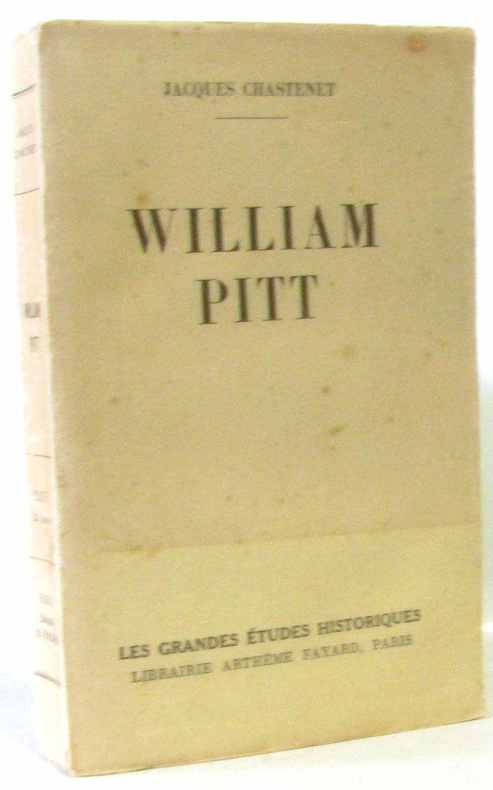 JACQUES CHASTENET
WILLIAM
PITT
LES GRANDES ÉTUDES HISTORIQUES
LIBRAIRIE ARTHÈME FAYARD, PARIS